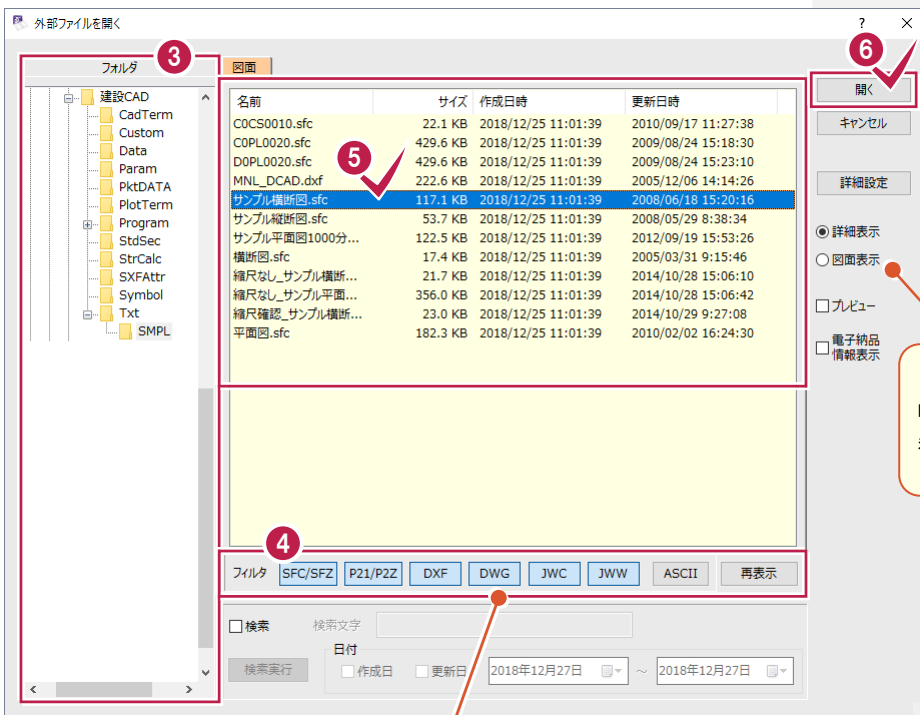 外部ファイルを開く
? ×
3
フォルダ
建設CAD
CadTerm
Custom
Data
Param
PktDATA
PlotTerm
Program
StdSec
StrCalc
SXFAttr
Symbol
Txt
SMPL
図面
名前 サイズ 作成日時 更新日時
C0CS0010.sfc 22.1 KB 2018/12/25 11:01:39 2010/09/17 11:27:38
C0PL0020.sfc 429.6 KB 2018/12/25 11:01:39 2009/08/24 15:18:30
D0PL0020.sfc 429.6 KB 2018/12/25 11:01:39 2009/08/24 15:23:10
MNL_DCAD.dxf 222.6 KB 2018/12/25 11:01:39 2005/12/06 14:14:26
サンプル横断図.sfc 117.1 KB 2018/12/25 11:01:39 2008/06/18 15:20:16
サンプル縦断図.sfc 53.7 KB 2018/12/25 11:01:39 2008/05/29 8:38:34
サンプル平面図1000分... 122.5 KB 2018/12/25 11:01:39 2012/09/19 15:53:26
横断図.sfc 17.4 KB 2018/12/25 11:01:39 2005/03/31 9:15:46
縮尺なし_サンプル横断... 21.7 KB 2018/12/25 11:01:39 2014/10/28 15:06:10
縮尺なし_サンプル平面... 356.0 KB 2018/12/25 11:01:39 2014/10/28 15:06:42
縮尺確認_サンプル横断... 23.0 KB 2018/12/25 11:01:39 2014/10/29 9:27:08
平面図.sfc 182.3 KB 2018/12/25 11:01:39 2010/02/02 16:24:30
5
4
フィルタ SFC/SFZ P21/P2Z DXF DWG JWC JWW ASCII 再表示
検索 検索文字
日付
検索実行 作成日 更新日 2018年12月27日 ～ 2018年12月27日
6
開く
キャンセル
詳細設定
詳細表示
図面表示
プレビュー
電子納品
情報表示